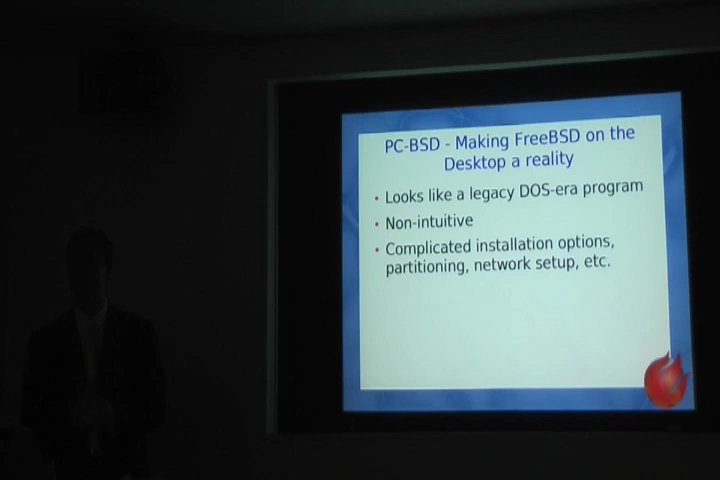 PC-BSD - Making FreeBSD on the
Desktop a reality
• Looks like a legacy DOS-era program
• Non-intuitive
• Complicated installation options,
partitioning, network setup, etc.